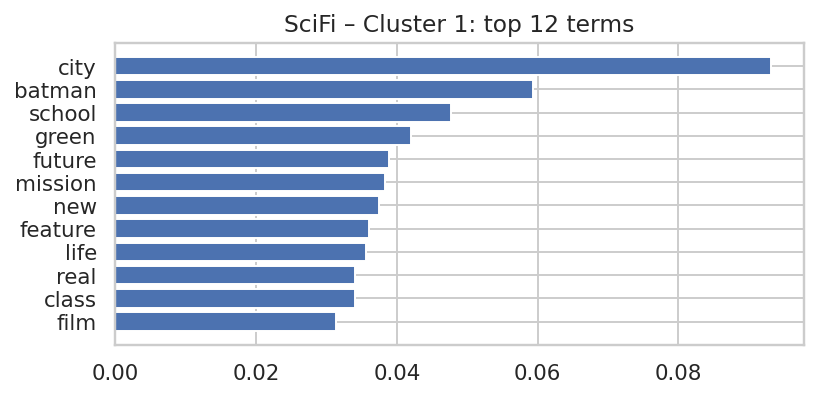 SciFi – Cluster 1: top 12 terms
city
batman
school
green
future
mission
new
feature
life
real
class
film
0.00 0.02 0.04 0.06 0.08